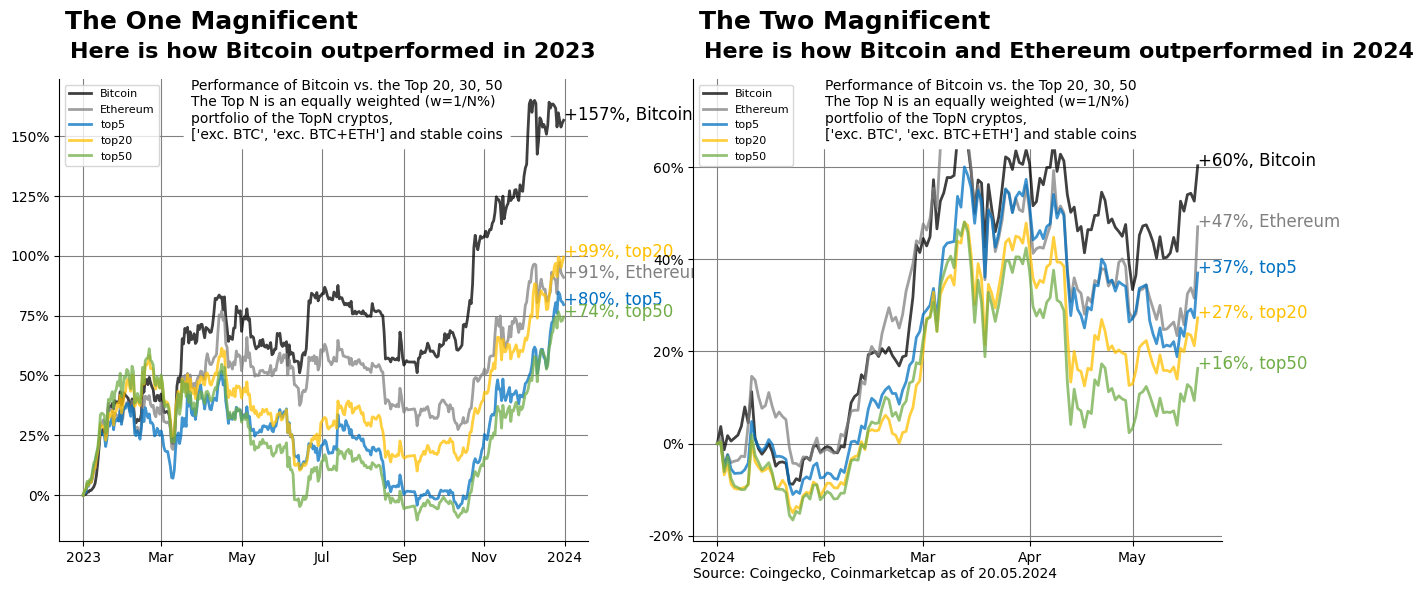 The One Magnificent
Here is how Bitcoin outperformed in 2023
Bitcoin
Ethereum
top5
top20
top50
Performance of Bitcoin vs. the Top 20, 30, 50
The Top N is an equally weighted (w=1/N%)
portfolio of the TopN cryptos,
['exc. BTC', 'exc. BTC+ETH'] and stable coins
150%
125%
100%
75%
50%
25%
0%
+157%, Bitcoin
+99%, top20
+91%, Ethereum
+80%, top5
+74%, top50
2023
Mar
May
Jul
Sep
Nov
2024
The Two Magnificent
Here is how Bitcoin and Ethereum outperformed in 2024
Bitcoin
Ethereum
top5
top20
top50
Performance of Bitcoin vs. the Top 20, 30, 50
The Top N is an equally weighted (w=1/N%)
portfolio of the TopN cryptos,
['exc. BTC', 'exc. BTC+ETH'] and stable coins
60%
40%
20%
0%
-20%
+60%, Bitcoin
+47%, Ethereum
+37%, top5
+27%, top20
+16%, top50
2024
Feb
Mar
Apr
May
Source: Coingecko, Coinmarketcap as of 20.05.2024